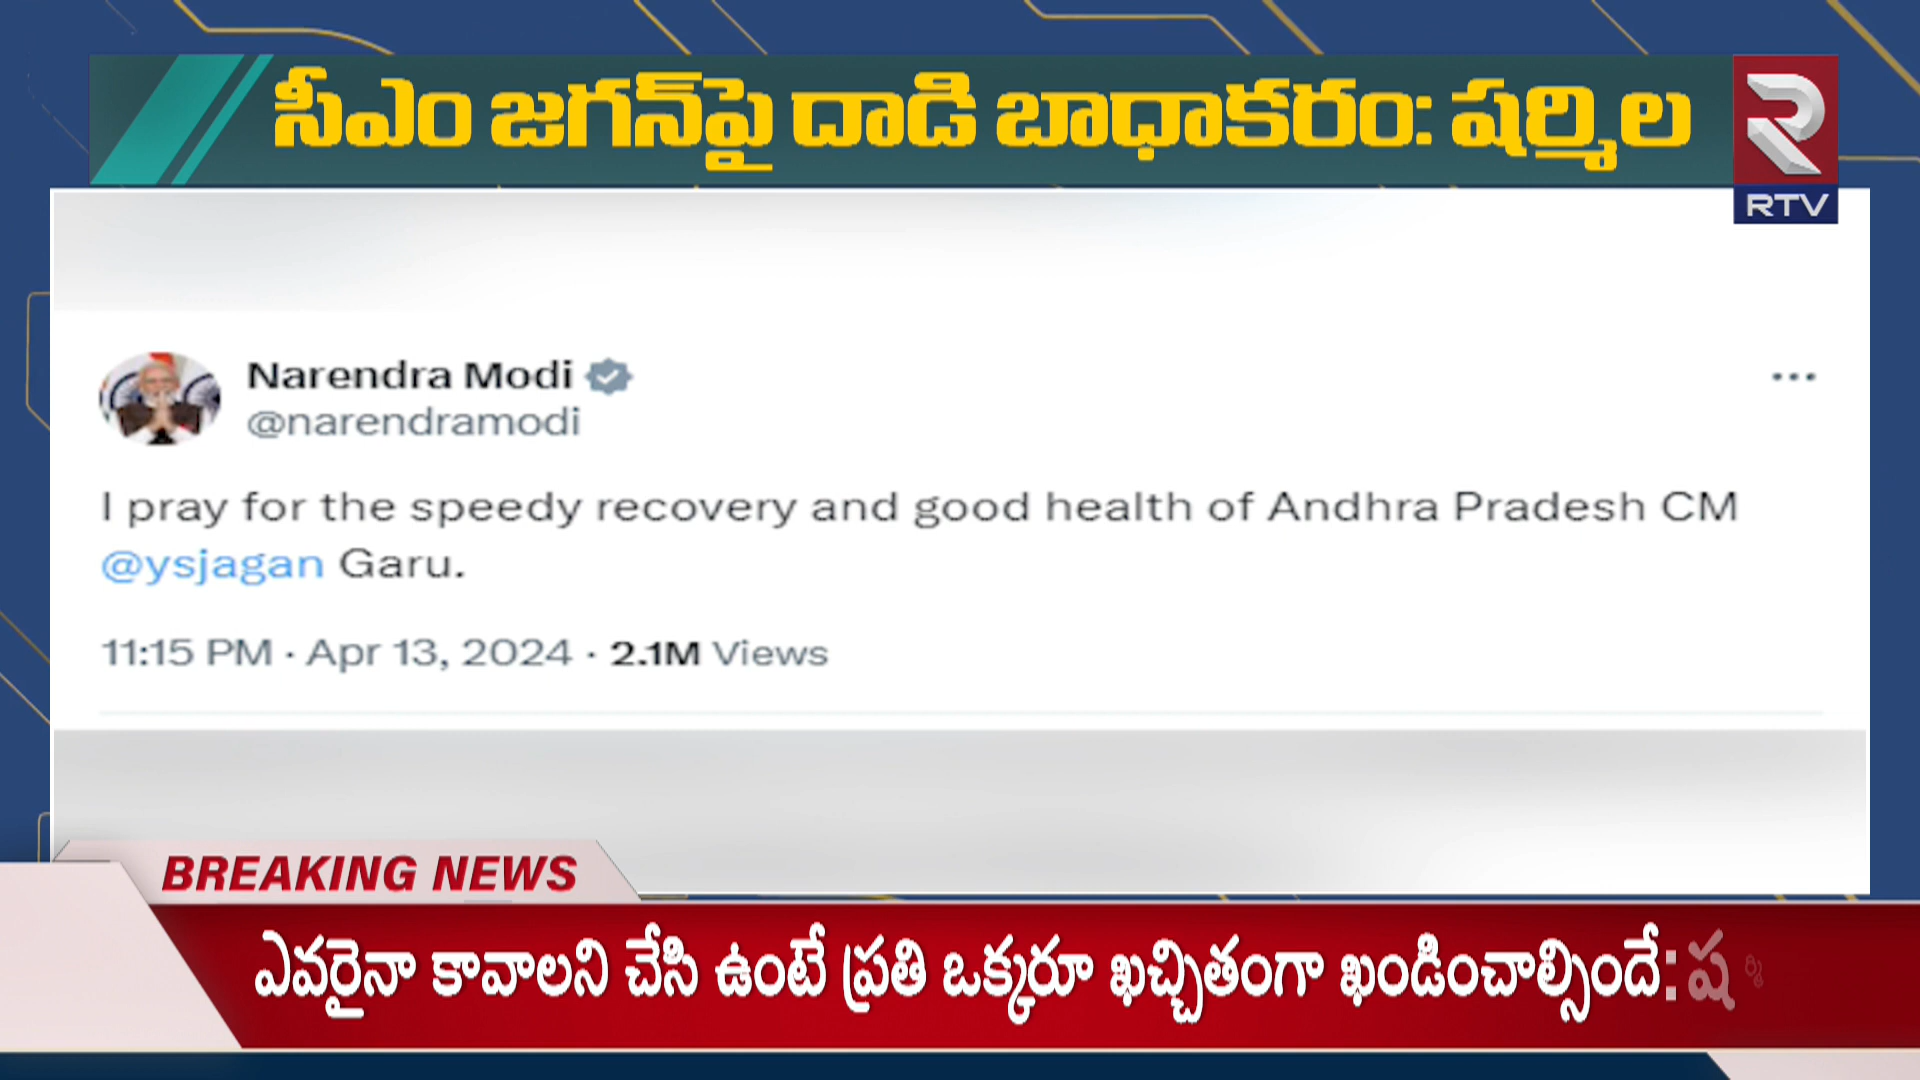 సీఎం జగన్‌పై దాడి బాధాకరం: షర్మిల
RTV
Narendra Modi
@narendramodi
I pray for the speedy recovery and good health of Andhra Pradesh CM
@ysjagan Garu.
11:15 PM · Apr 13, 2024 · 2.1M Views
BREAKING NEWS
ఎవరైనా కావాలని చేసి ఉంటే ప్రతి ఒక్కరూ ఖచ్చితంగా ఖండించాల్సిందే: ష